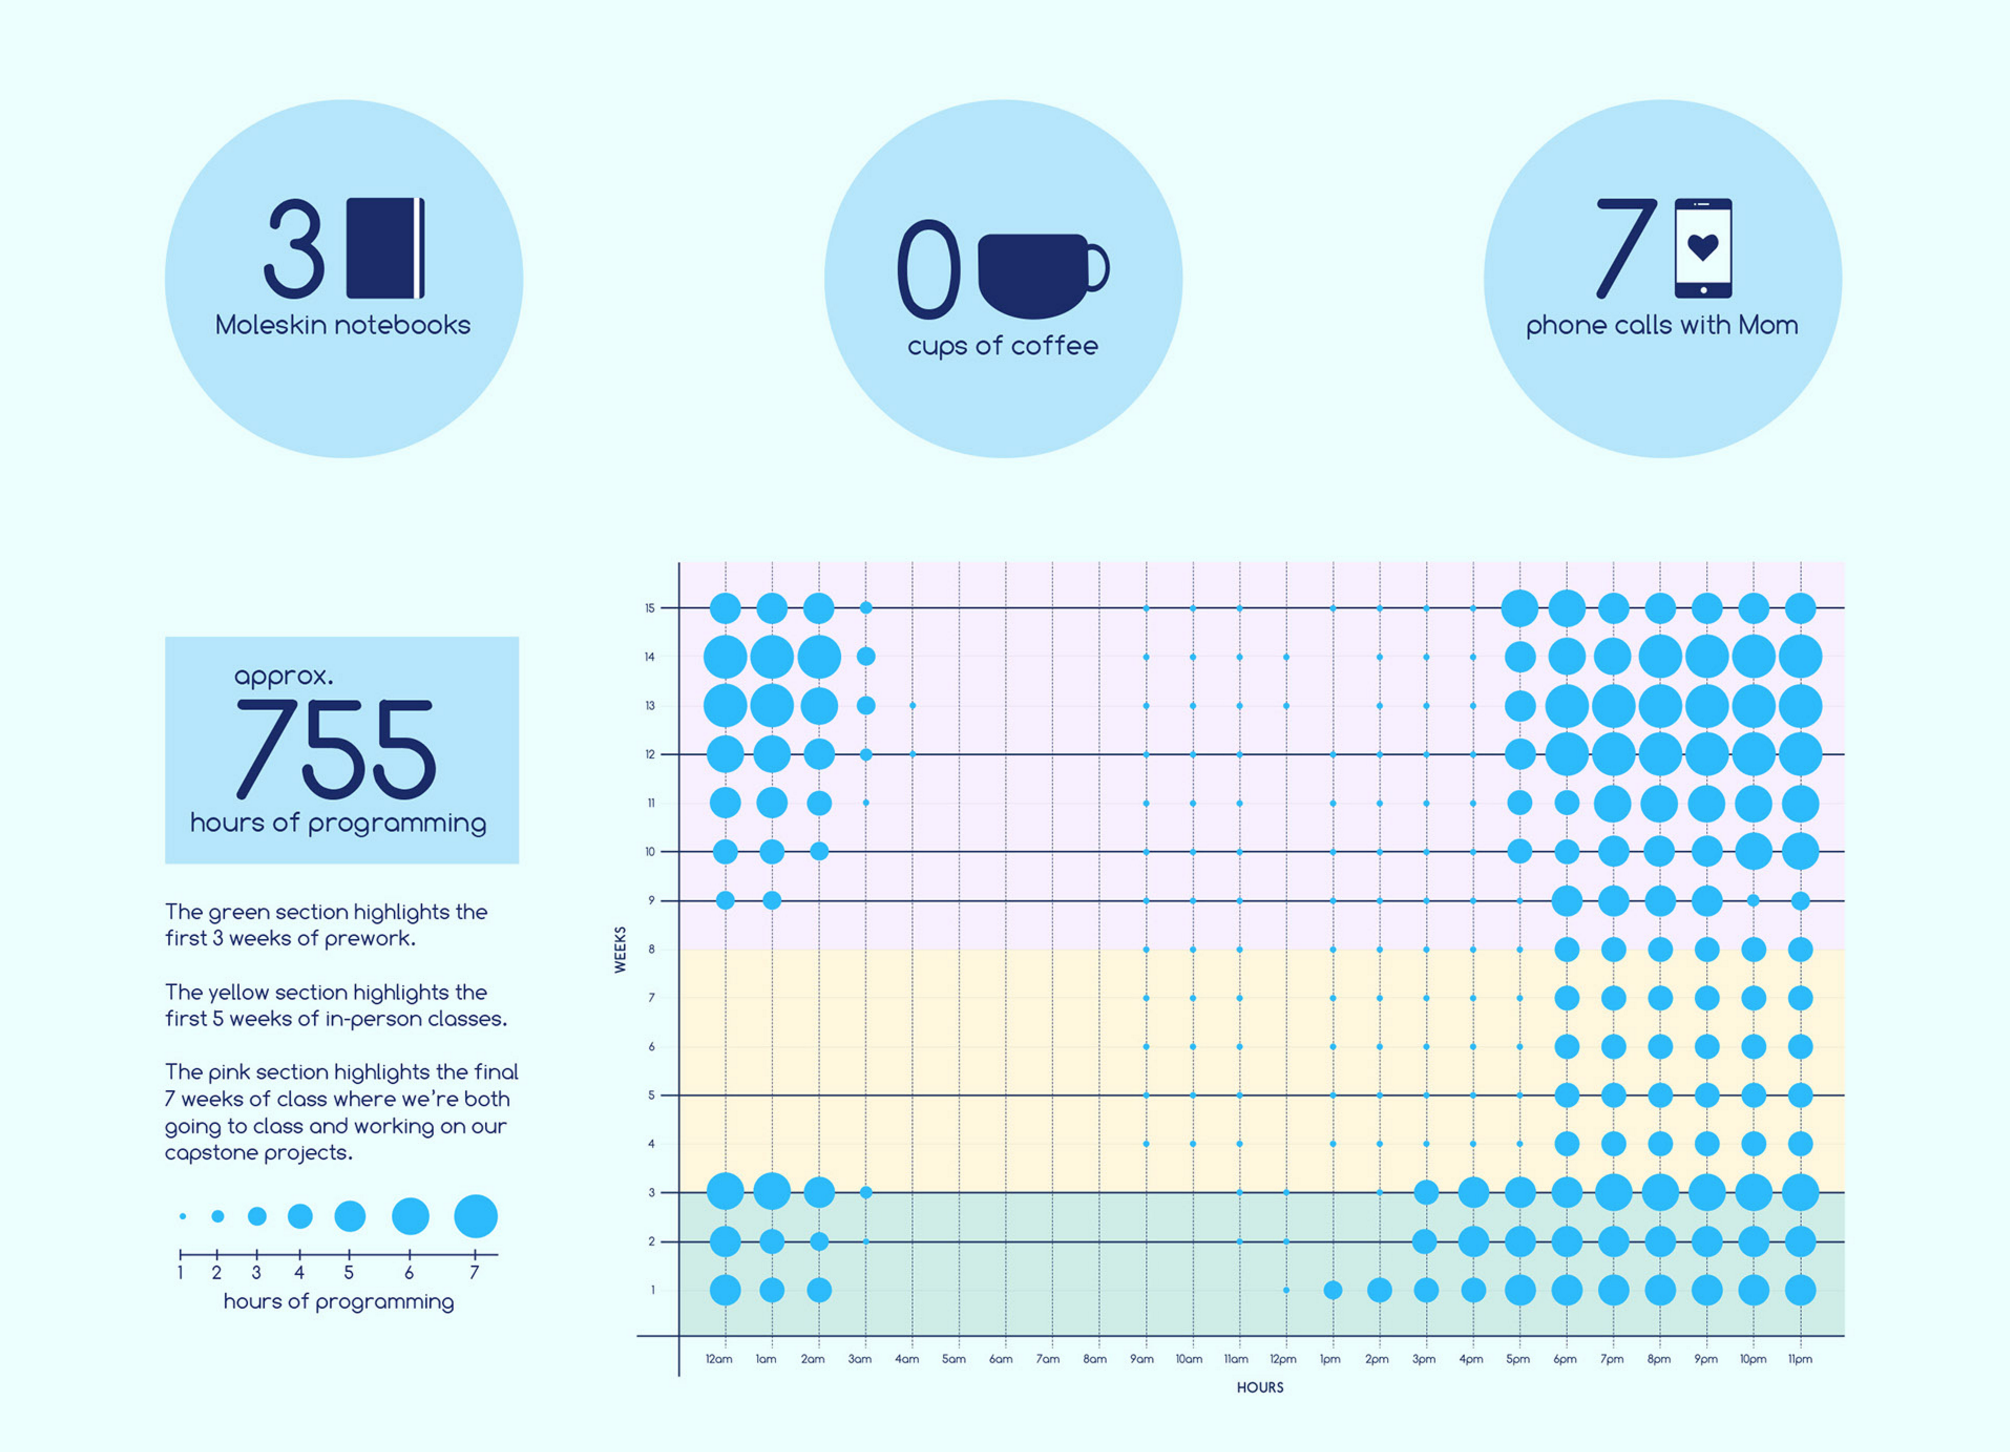 3
Moleskin notebooks
0
cups of coffee
7
phone calls with Mom
approx.
755
hours of programming
The green section highlights the
first 3 weeks of prework.
The yellow section highlights the
first 5 weeks of in-person classes.
The pink section highlights the final
7 weeks of class where we're both
going to class and working on our
capstone projects.
1 2 3 4 5 6 7
hours of programming
WEEKS
15
14
13
12
11
10
9
8
7
6
5
4
3
2
1
12am 1am 2am 3am 4am 5am 6am 7am 8am 9am 10am 11am 12pm 1pm 2pm 3pm 4pm 5pm 6pm 7pm 8pm 9pm 10pm 11pm
HOURS